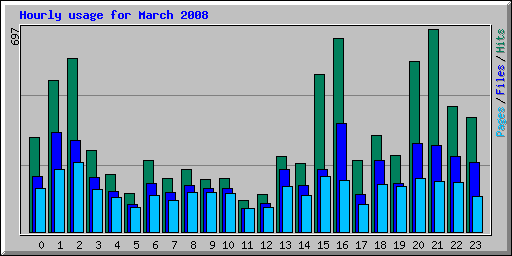 Hourly usage for March 2008
697
Pages / Files / Hits
0 1 2 3 4 5 6 7 8 9 10 11 12 13 14 15 16 17 18 19 20 21 22 23